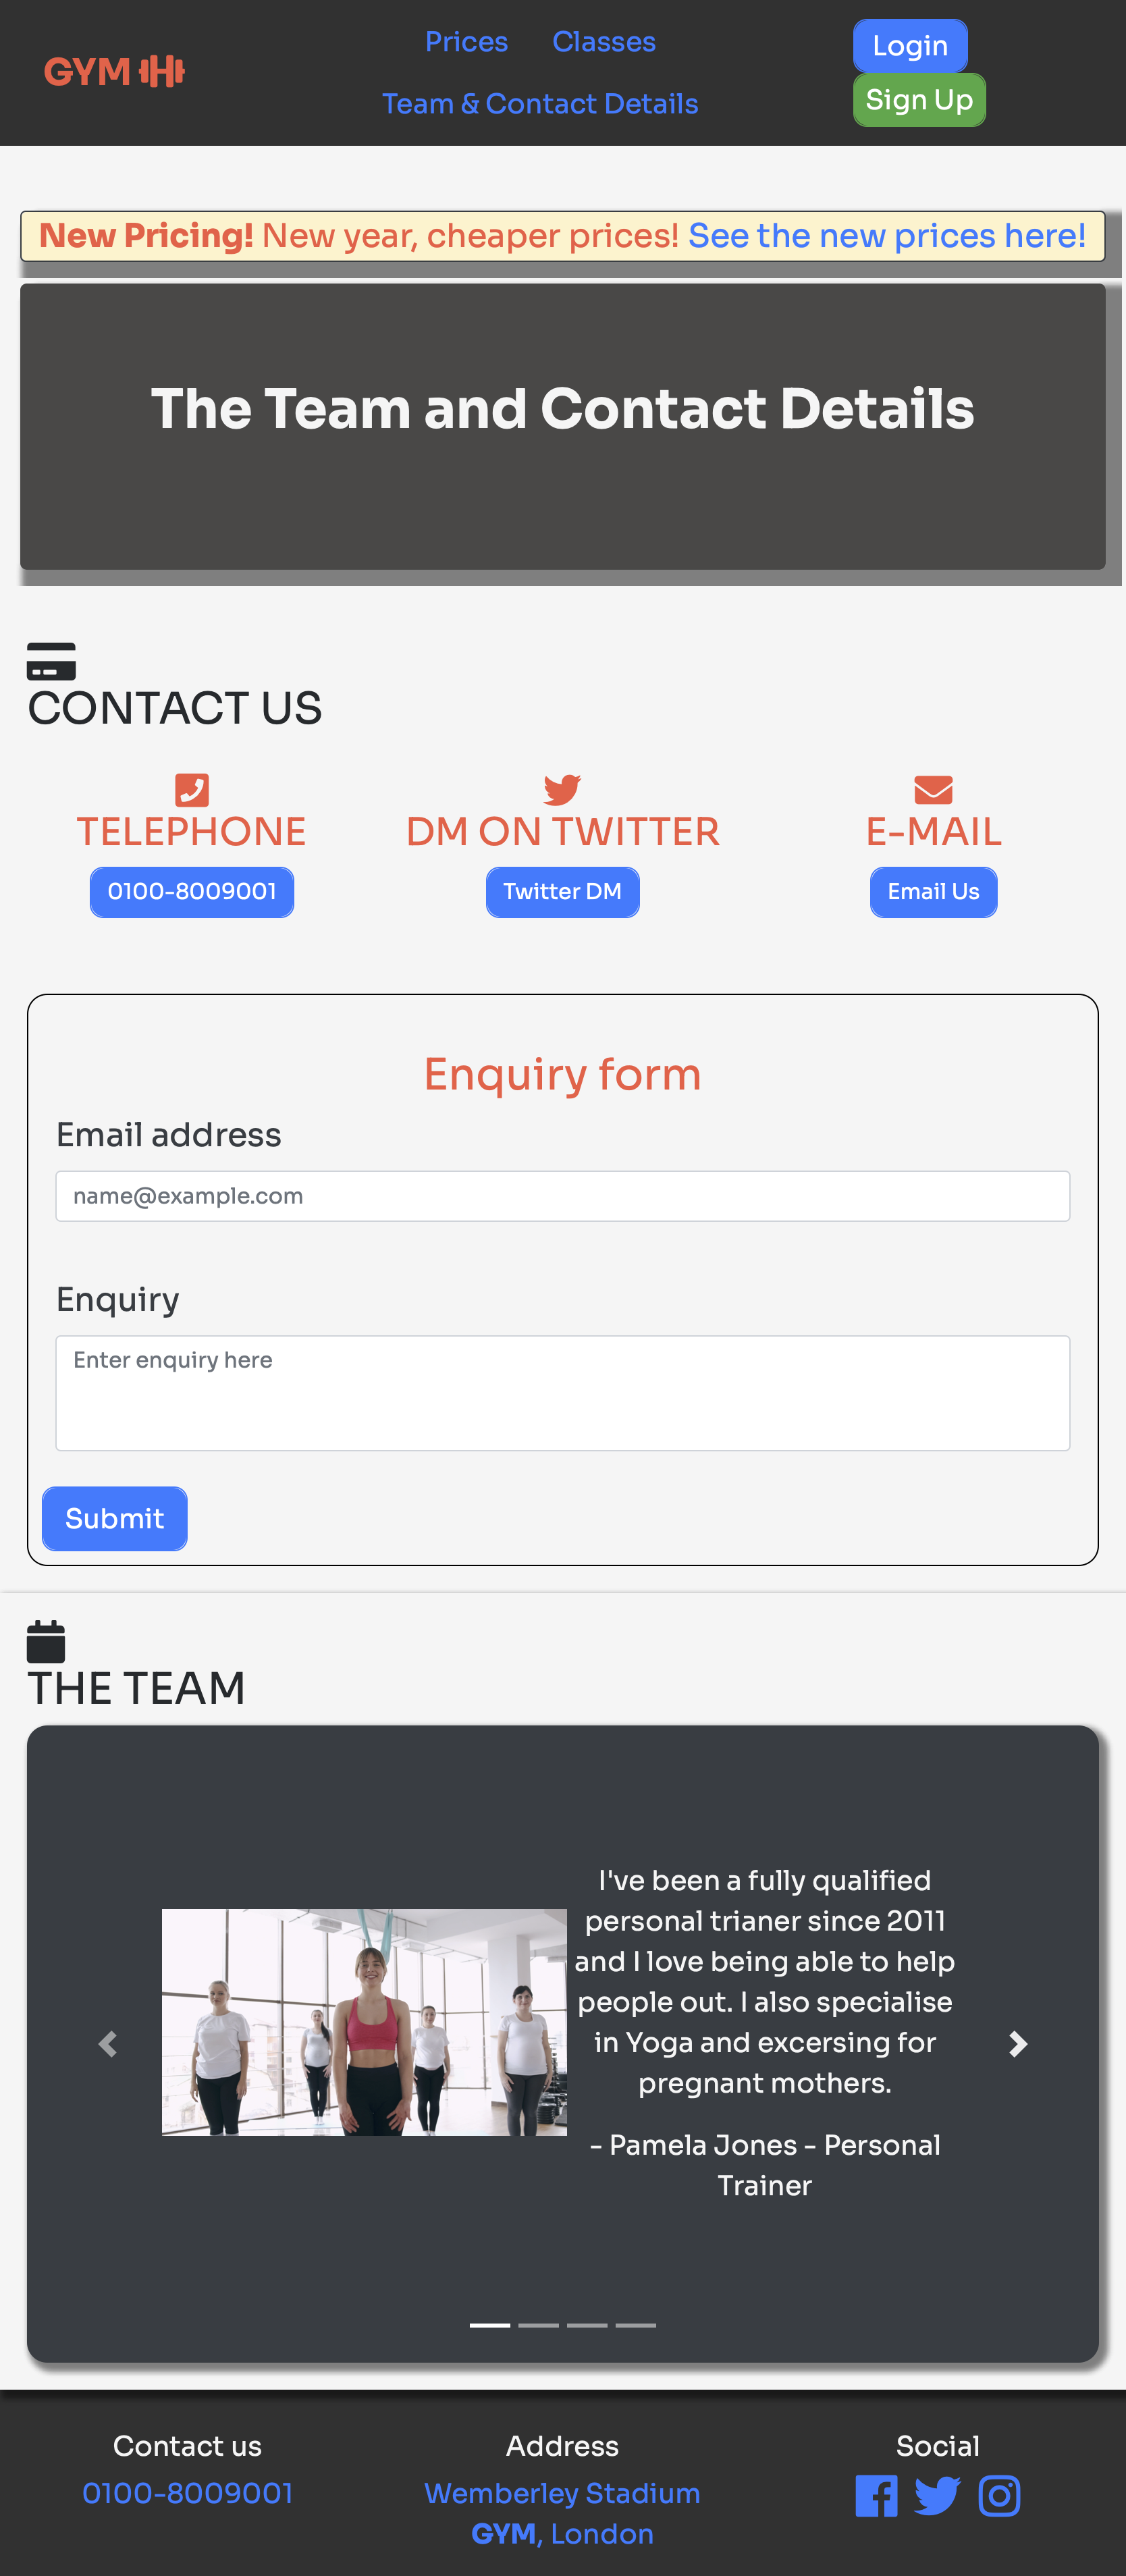 GYM
Prices Classes
Team & Contact Details
Login
Sign Up
New Pricing! New year, cheaper prices! See the new prices here!
The Team and Contact Details
CONTACT US
TELEPHONE
0100-8009001
DM ON TWITTER
Twitter DM
E-MAIL
Email Us
Enquiry form
Email address
name@example.com
Enquiry
Enter enquiry here
Submit
THE TEAM
I've been a fully qualified
personal trianer since 2011
and I love being able to help
people out. I also specialise
in Yoga and excersing for
pregnant mothers.
- Pamela Jones - Personal
Trainer
Contact us
0100-8009001
Address
Wemberley Stadium
GYM, London
Social